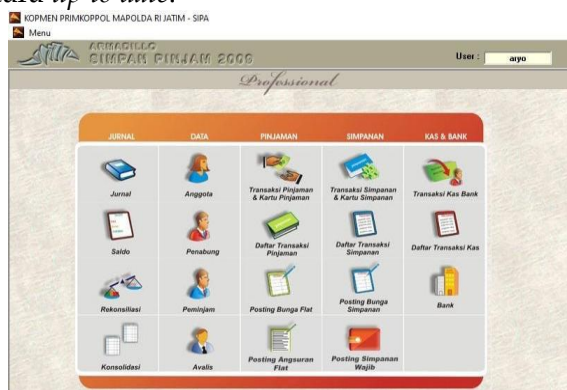 up to date.
KOPMEN PRIMKOPPOL MAPOLDA RI JATIM - SIPA
Menu
ARMADILLO
SIMPAN PINJAM 2009
User :
aryo
Professional
JURNAL
DATA
PINJAMAN
SIMPANAN
KAS & BANK
Jurnal
Anggota
Transaksi Pinjaman
& Kartu Pinjaman
Transaksi Simpanan
& Kartu Simpanan
Transaksi Kas Bank
Saldo
Penabung
Daftar Transaksi
Pinjaman
Daftar Transaksi
Simpanan
Daftar Transaksi Kas
Rekonsiliasi
Peminjam
Posting Bunga Flat
Posting Bunga
Simpanan
Bank
Konsolidasi
Avalis
Posting Angsuran
Flat
Posting Simpanan
Wajib